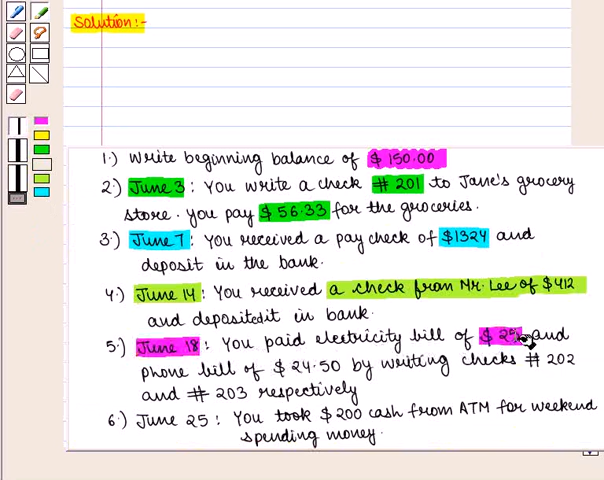 Solution:-
1.) Write beginning balance of $150.00
2.) June 3: You write a check #201 to Jane's grocery
store. You pay $56.33 for the groceries.
3.) June 7: You received a paycheck of $1324 and
deposit in the bank.
4.) June 14: You received a check from Mr. Lee of $412
and depositedit in bank.
5.) June 18: You paid electricity bill of $ and
phone bill of $24.50 by writing checks #202
and #203 respectively
6.) June 25: You took $200 cash from ATM for weekend
spending money.